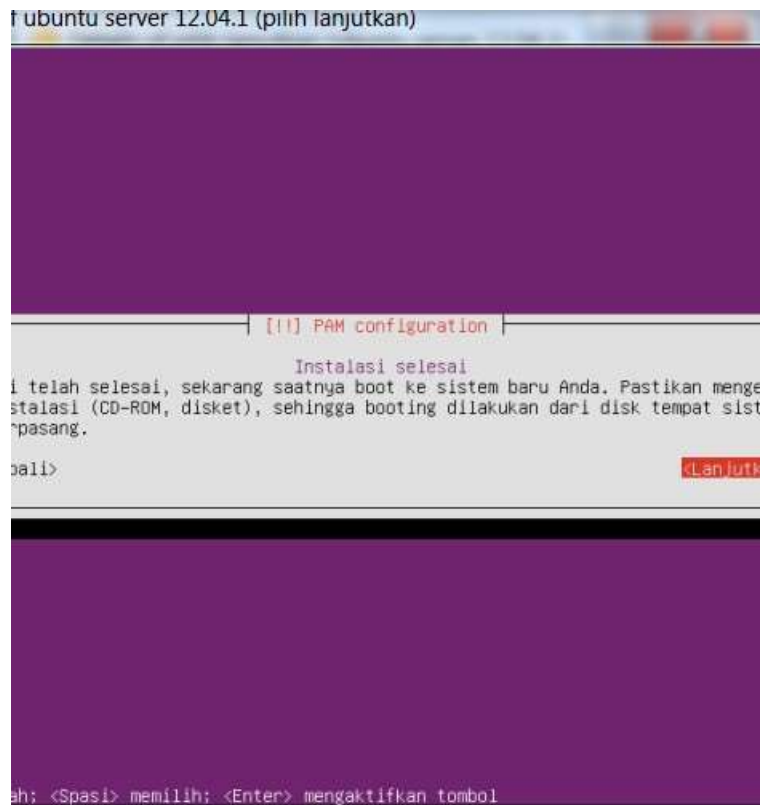 f ubuntu server 12.04.1 (pilih lanjutkan)
[!!] PAM configuration
Instalasi selesai
i telah selesai, sekarang saatnya boot ke sistem baru Anda. Pastikan menge
stalasi (CD-ROM, disket), sehingga booting dilakukan dari disk tempat sist
rpasang.
bali> <Lanjutk
ah; <Spasi> memilih; <Enter> mengaktifkan tombol